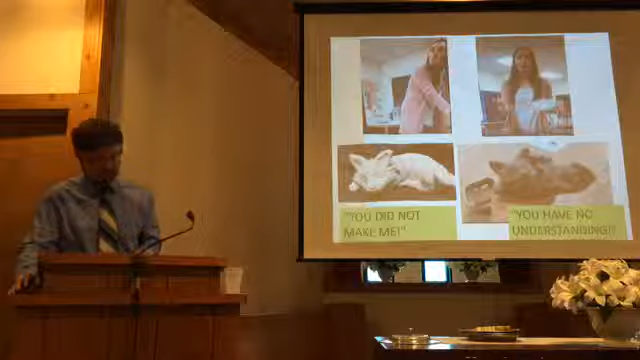 "YOU DID NOT
MAKE ME!"
"YOU HAVE NO
UNDERSTANDING!"